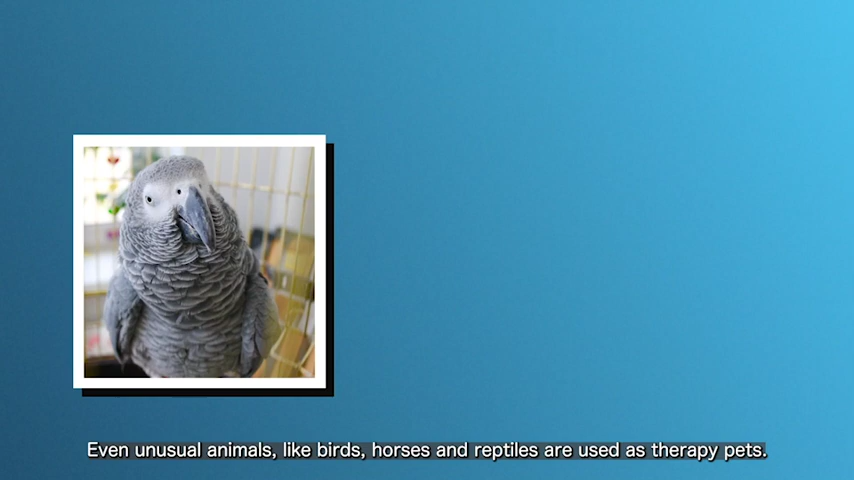 Even unusual animals, like birds, horses and reptiles are used as therapy pets.